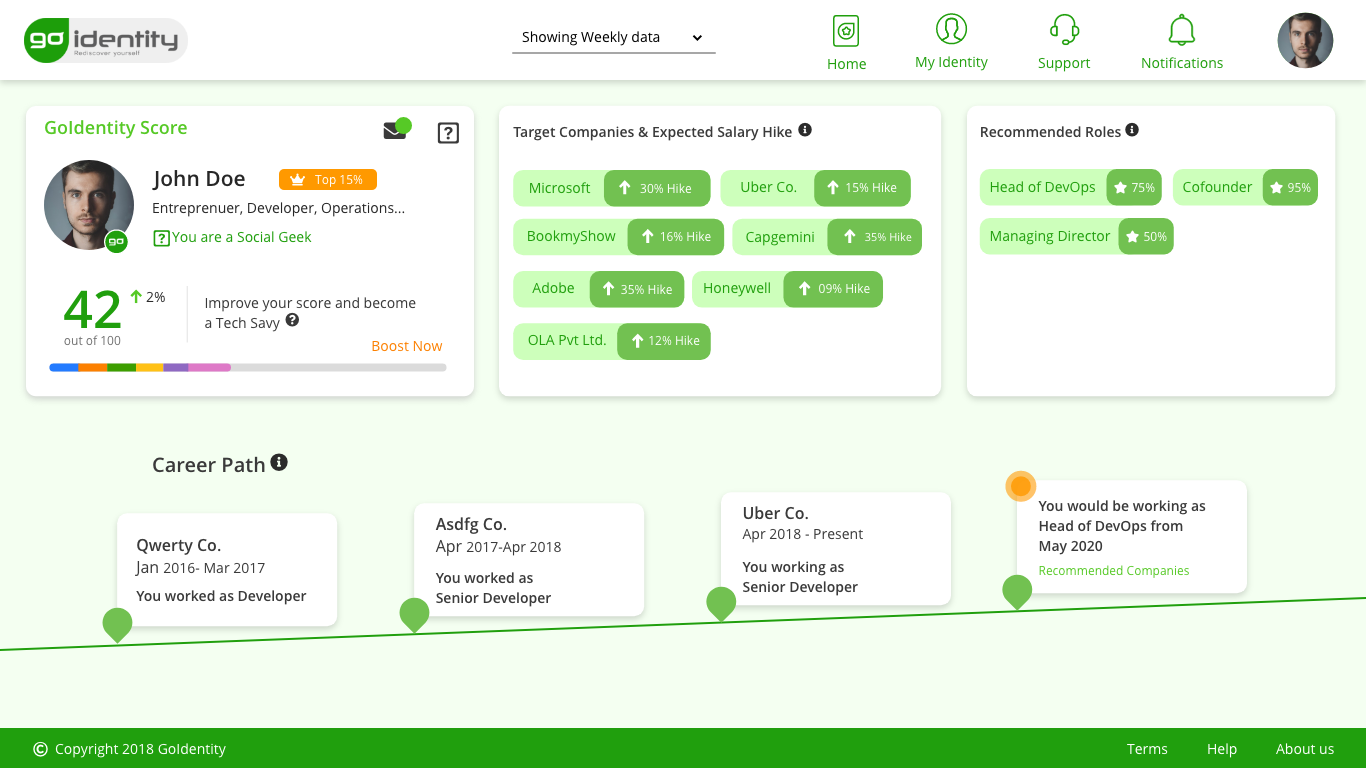 go identity
Rediscover yourself
Showing Weekly data
Home
My Identity
Support
Notifications
GoIdentity Score
John Doe
Top 15%
Entreprenuer, Developer, Operations...
You are a Social Geek
go
42
2%
out of 100
Improve your score and become
a Tech Savy
Boost Now
Target Companies & Expected Salary Hike
Microsoft 30% Hike
Uber Co. 15% Hike
BookmyShow 16% Hike
Capgemini 35% Hike
Adobe 35% Hike
Honeywell 09% Hike
OLA Pvt Ltd. 12% Hike
Recommended Roles
Head of DevOps 75%
Cofounder 95%
Managing Director 50%
Career Path
Qwerty Co.
Jan 2016- Mar 2017
You worked as Developer
Asdfg Co.
Apr 2017-Apr 2018
You worked as
Senior Developer
Uber Co.
Apr 2018 - Present
You working as
Senior Developer
You would be working as
Head of DevOps from
May 2020
Recommended Companies
© Copyright 2018 GoIdentity
Terms
Help
About us